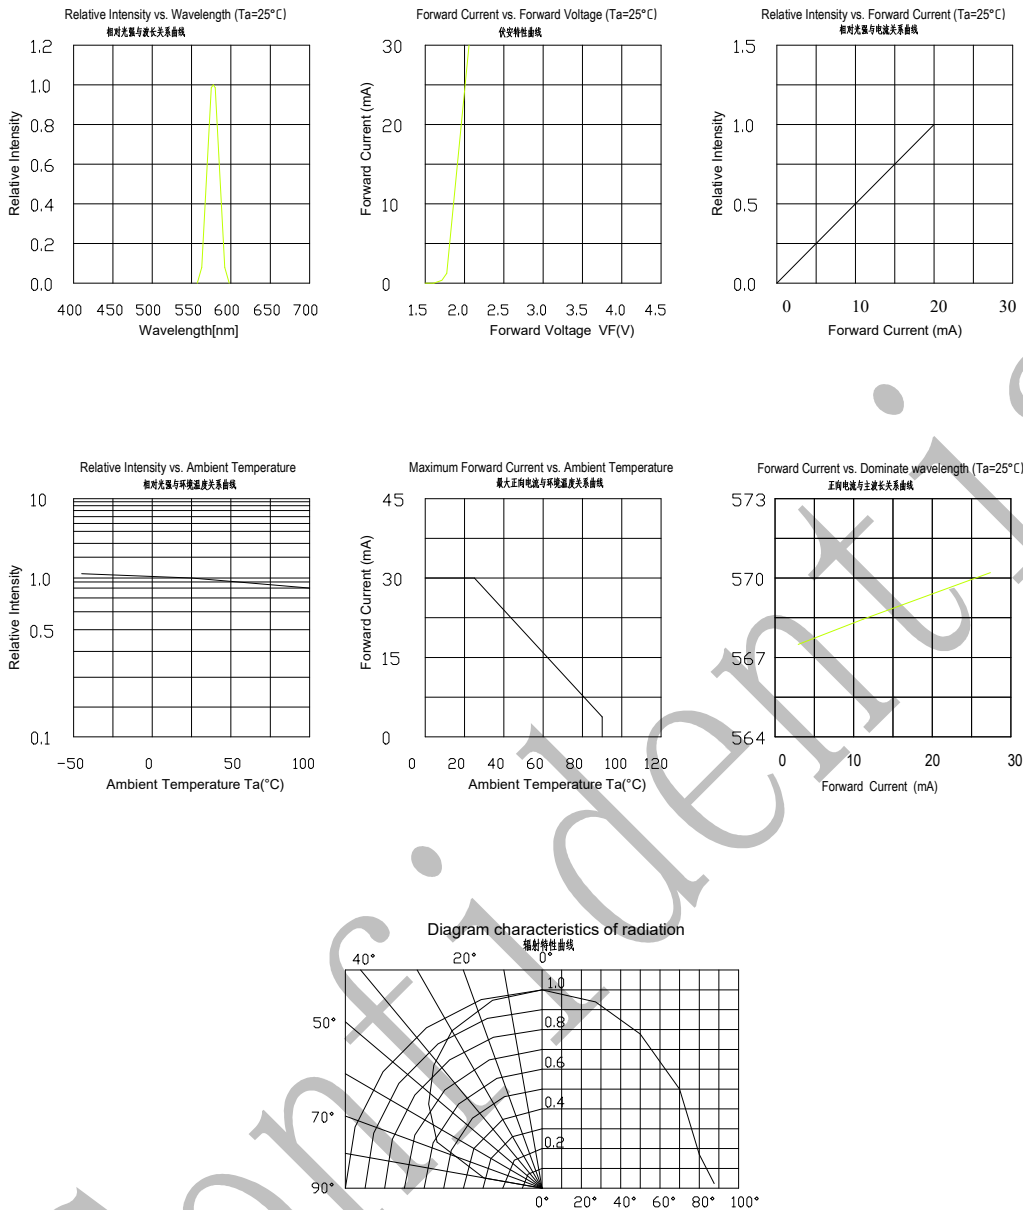 Relative Intensity vs. Wavelength (Ta=25°C)
相对光强与波长关系曲线
1.2
1.0
0.8
0.6
0.4
0.2
0.0
Relative Intensity
400 450 500 550 600 650 700
Wavelength[nm]
Forward Current vs. Forward Voltage (Ta=25°C)
伏安特性曲线
30
20
10
0
Forward Current (mA)
1.5 2.0 2.5 3.0 3.5 4.0 4.5
Forward Voltage VF(V)
Relative Intensity vs. Forward Current (Ta=25°C)
相对光强与电流关系曲线
1.5
1.0
0.5
0.0
Relative Intensity
0 10 20 30
Forward Current (mA)
Relative Intensity vs. Ambient Temperature
相对光强与环境温度关系曲线
10
1.0
0.5
0.1
Relative Intensity
-50 0 50 100
Ambient Temperature Ta(°C)
Maximum Forward Current vs. Ambient Temperature
最大正向电流与环境温度关系曲线
45
30
15
0
Forward Current (mA)
0 20 40 60 80 100 120
Ambient Temperature Ta(°C)
Forward Current vs. Dominate wavelength (Ta=25°C)
正向电流与主波长关系曲线
573
570
567
564
0 10 20 30
Forward Current (mA)
Diagram characteristics of radiation
辐射特性曲线
40° 20° 0°
50°
70°
90°
1.0
0.8
0.6
0.4
0.2
0° 20° 40° 60° 80° 100°